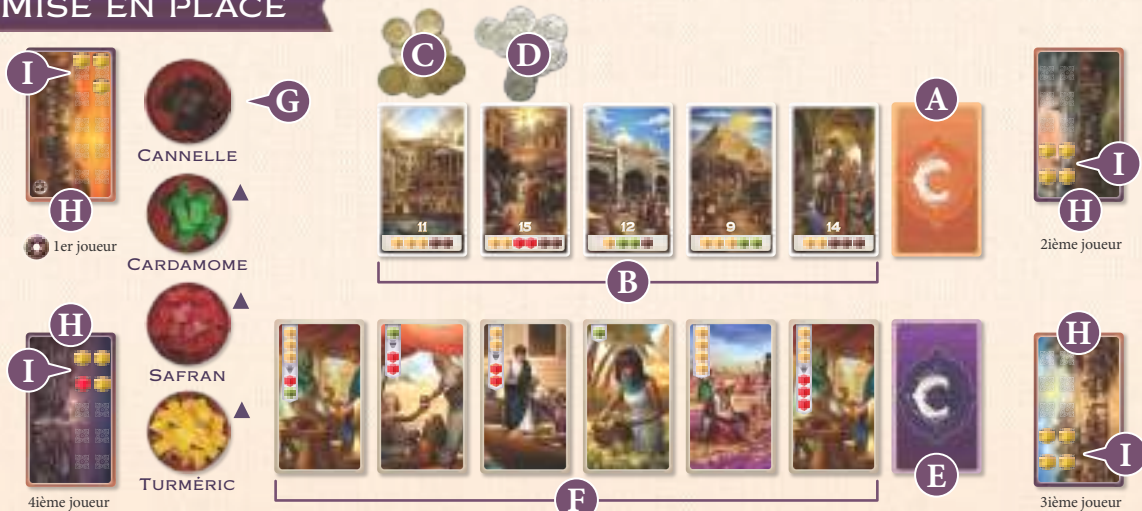 MISE EN PLACE
C
D
I
G
A
CANNELLE
I
H
1er joueur
11
15
12
9
14
H
2ième joueur
CARDAMOME
B
H
I
H
SAFRAN
TURMÈRIC
4ième joueur
E
F
I
3ième joueur